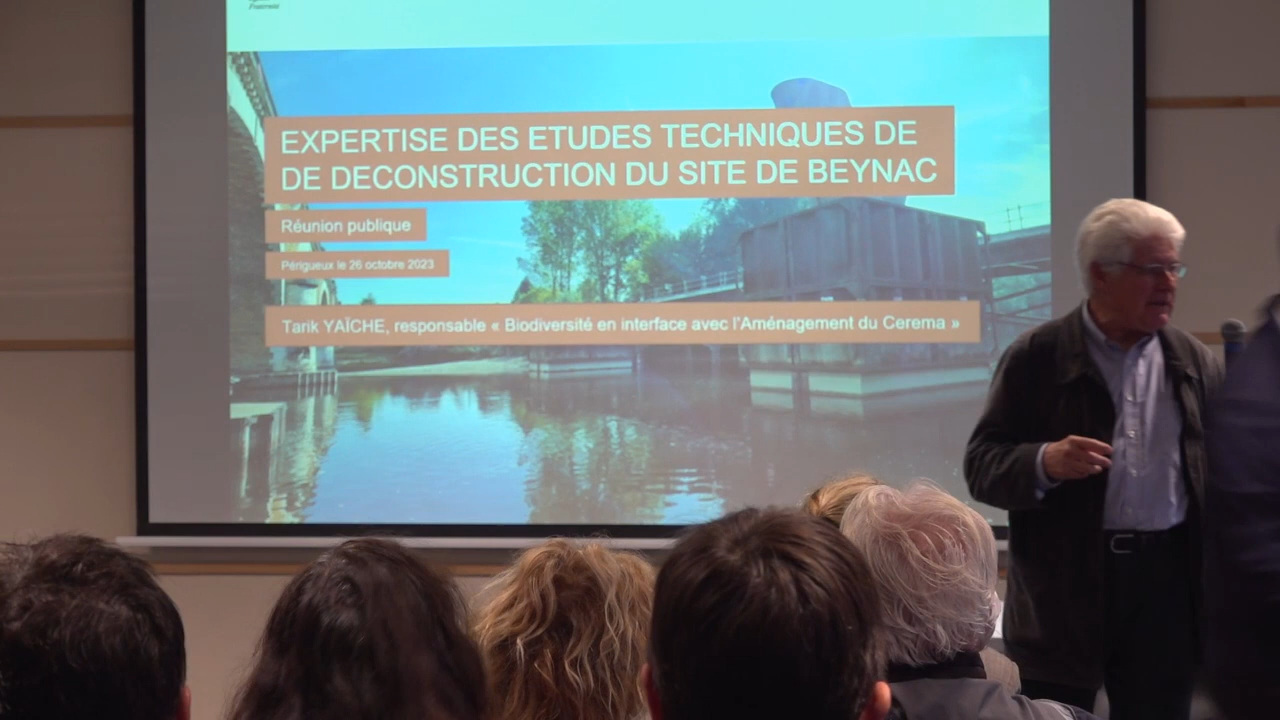 Fraternité
EXPERTISE DES ETUDES TECHNIQUES DE
DE DECONSTRUCTION DU SITE DE BEYNAC
Réunion publique
Périgueux le 26 octobre 2023
Tarik YAÏCHE, responsable « Biodiversité en interface avec l'Aménagement du Cerema »